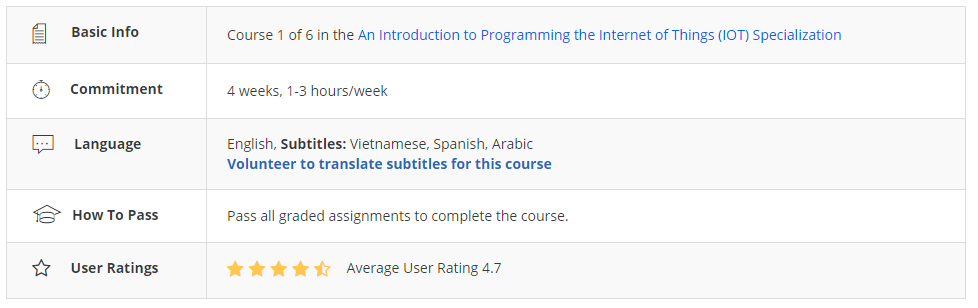 Basic Info
Course 1 of 6 in the An Introduction to Programming the Internet of Things (IOT) Specialization
Commitment
4 weeks, 1-3 hours/week
Language
English, Subtitles: Vietnamese, Spanish, Arabic
Volunteer to translate subtitles for this course
How To Pass
Pass all graded assignments to complete the course.
User Ratings
Average User Rating 4.7